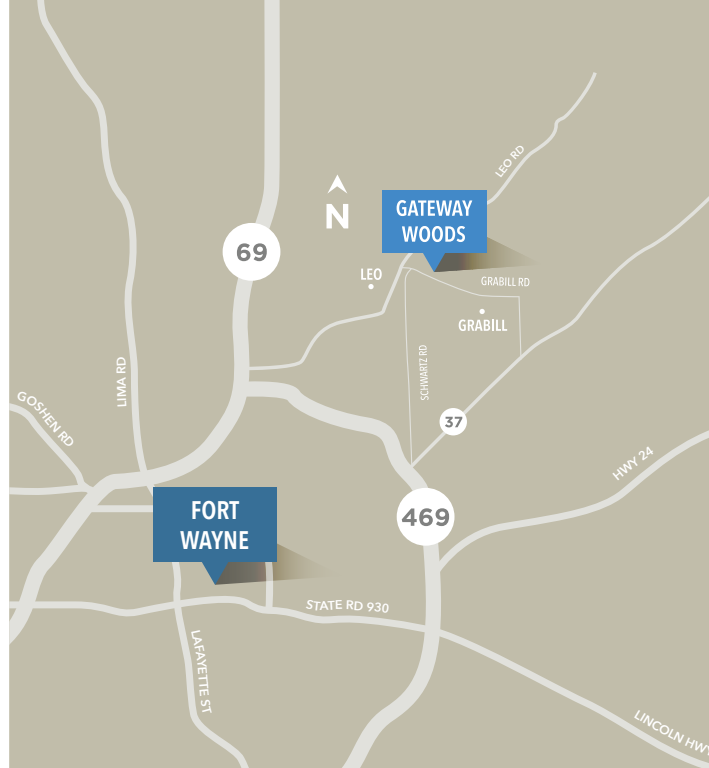 LEO RD
N
GATEWAY
WOODS
69
LEO
GRABILL RD
GRABILL
LIMA RD
SCHWARTZ RD
GOSHEN RD
37
HWY 24
FORT
WAYNE
469
STATE RD 930
LAFAYETTE ST
LINCOLN HWY